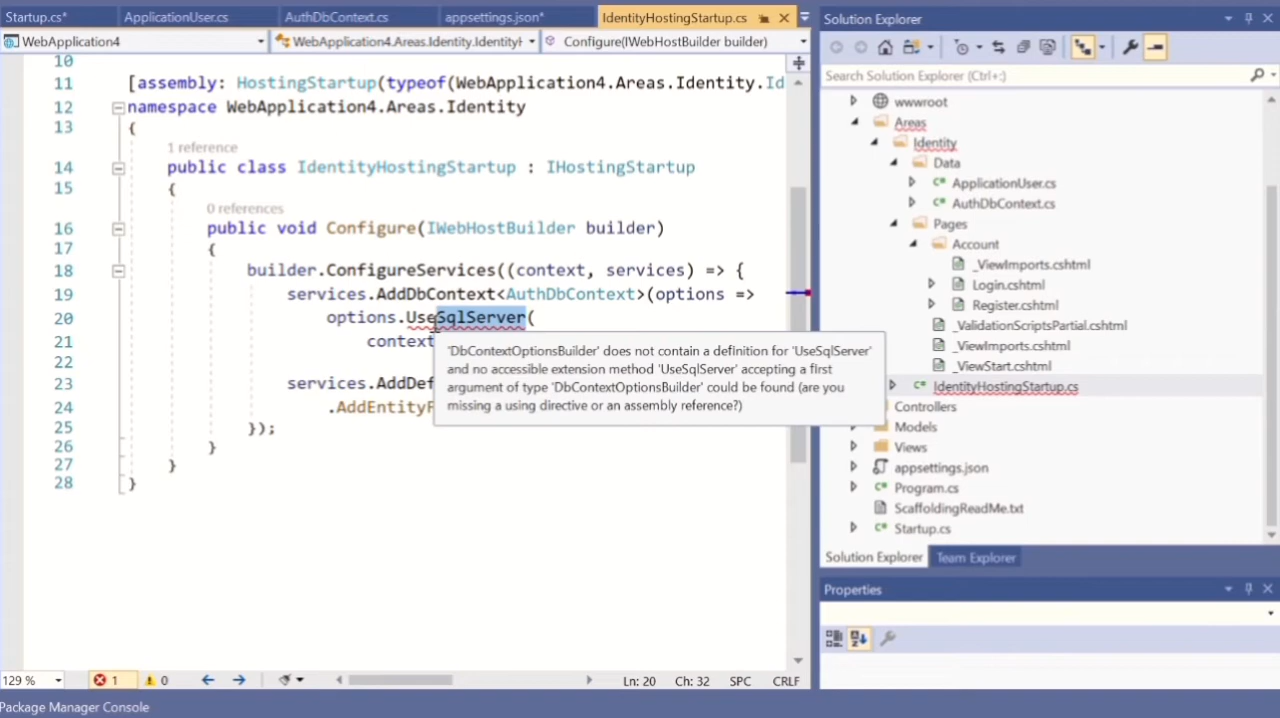 Startup.cs* ApplicationUser.cs AuthDbContext.cs appsettings.json* IdentityHostingStartup.cs
WebApplication4 WebApplication4.Areas.Identity.Identity Configure(IWebHostBuilder builder)
10
11 [assembly: HostingStartup(typeof(WebApplication4.Areas.Identity.Id
12 namespace WebApplication4.Areas.Identity
13 {
1 reference
14 public class IdentityHostingStartup : IHostingStartup
15 {
0 references
16 public void Configure(IWebHostBuilder builder)
17 {
18 builder.ConfigureServices((context, services) => {
19 services.AddDbContext<AuthDbContext>(options =>
20 options.UseSqlServer(
21 context
22
23 services.AddDef
24 .AddEntityF
25 });
26 }
27 }
28 }
'DbContextOptionsBuilder' does not contain a definition for 'UseSqlServer'
and no accessible extension method 'UseSqlServer' accepting a first
argument of type 'DbContextOptionsBuilder' could be found (are you
missing a using directive or an assembly reference?)
129 % 1 0 Ln: 20 Ch: 32 SPC CRLF
Package Manager Console
Solution Explorer
Search Solution Explorer (Ctrl+;)
wwwroot
Areas
Identity
Data
ApplicationUser.cs
AuthDbContext.cs
Pages
Account
_ViewImports.cshtml
Login.cshtml
Register.cshtml
_ValidationScriptsPartial.cshtml
_ViewImports.cshtml
_ViewStart.cshtml
IdentityHostingStartup.cs
Controllers
Models
Views
appsettings.json
Program.cs
ScaffoldingReadMe.txt
Startup.cs
Solution Explorer Team Explorer
Properties